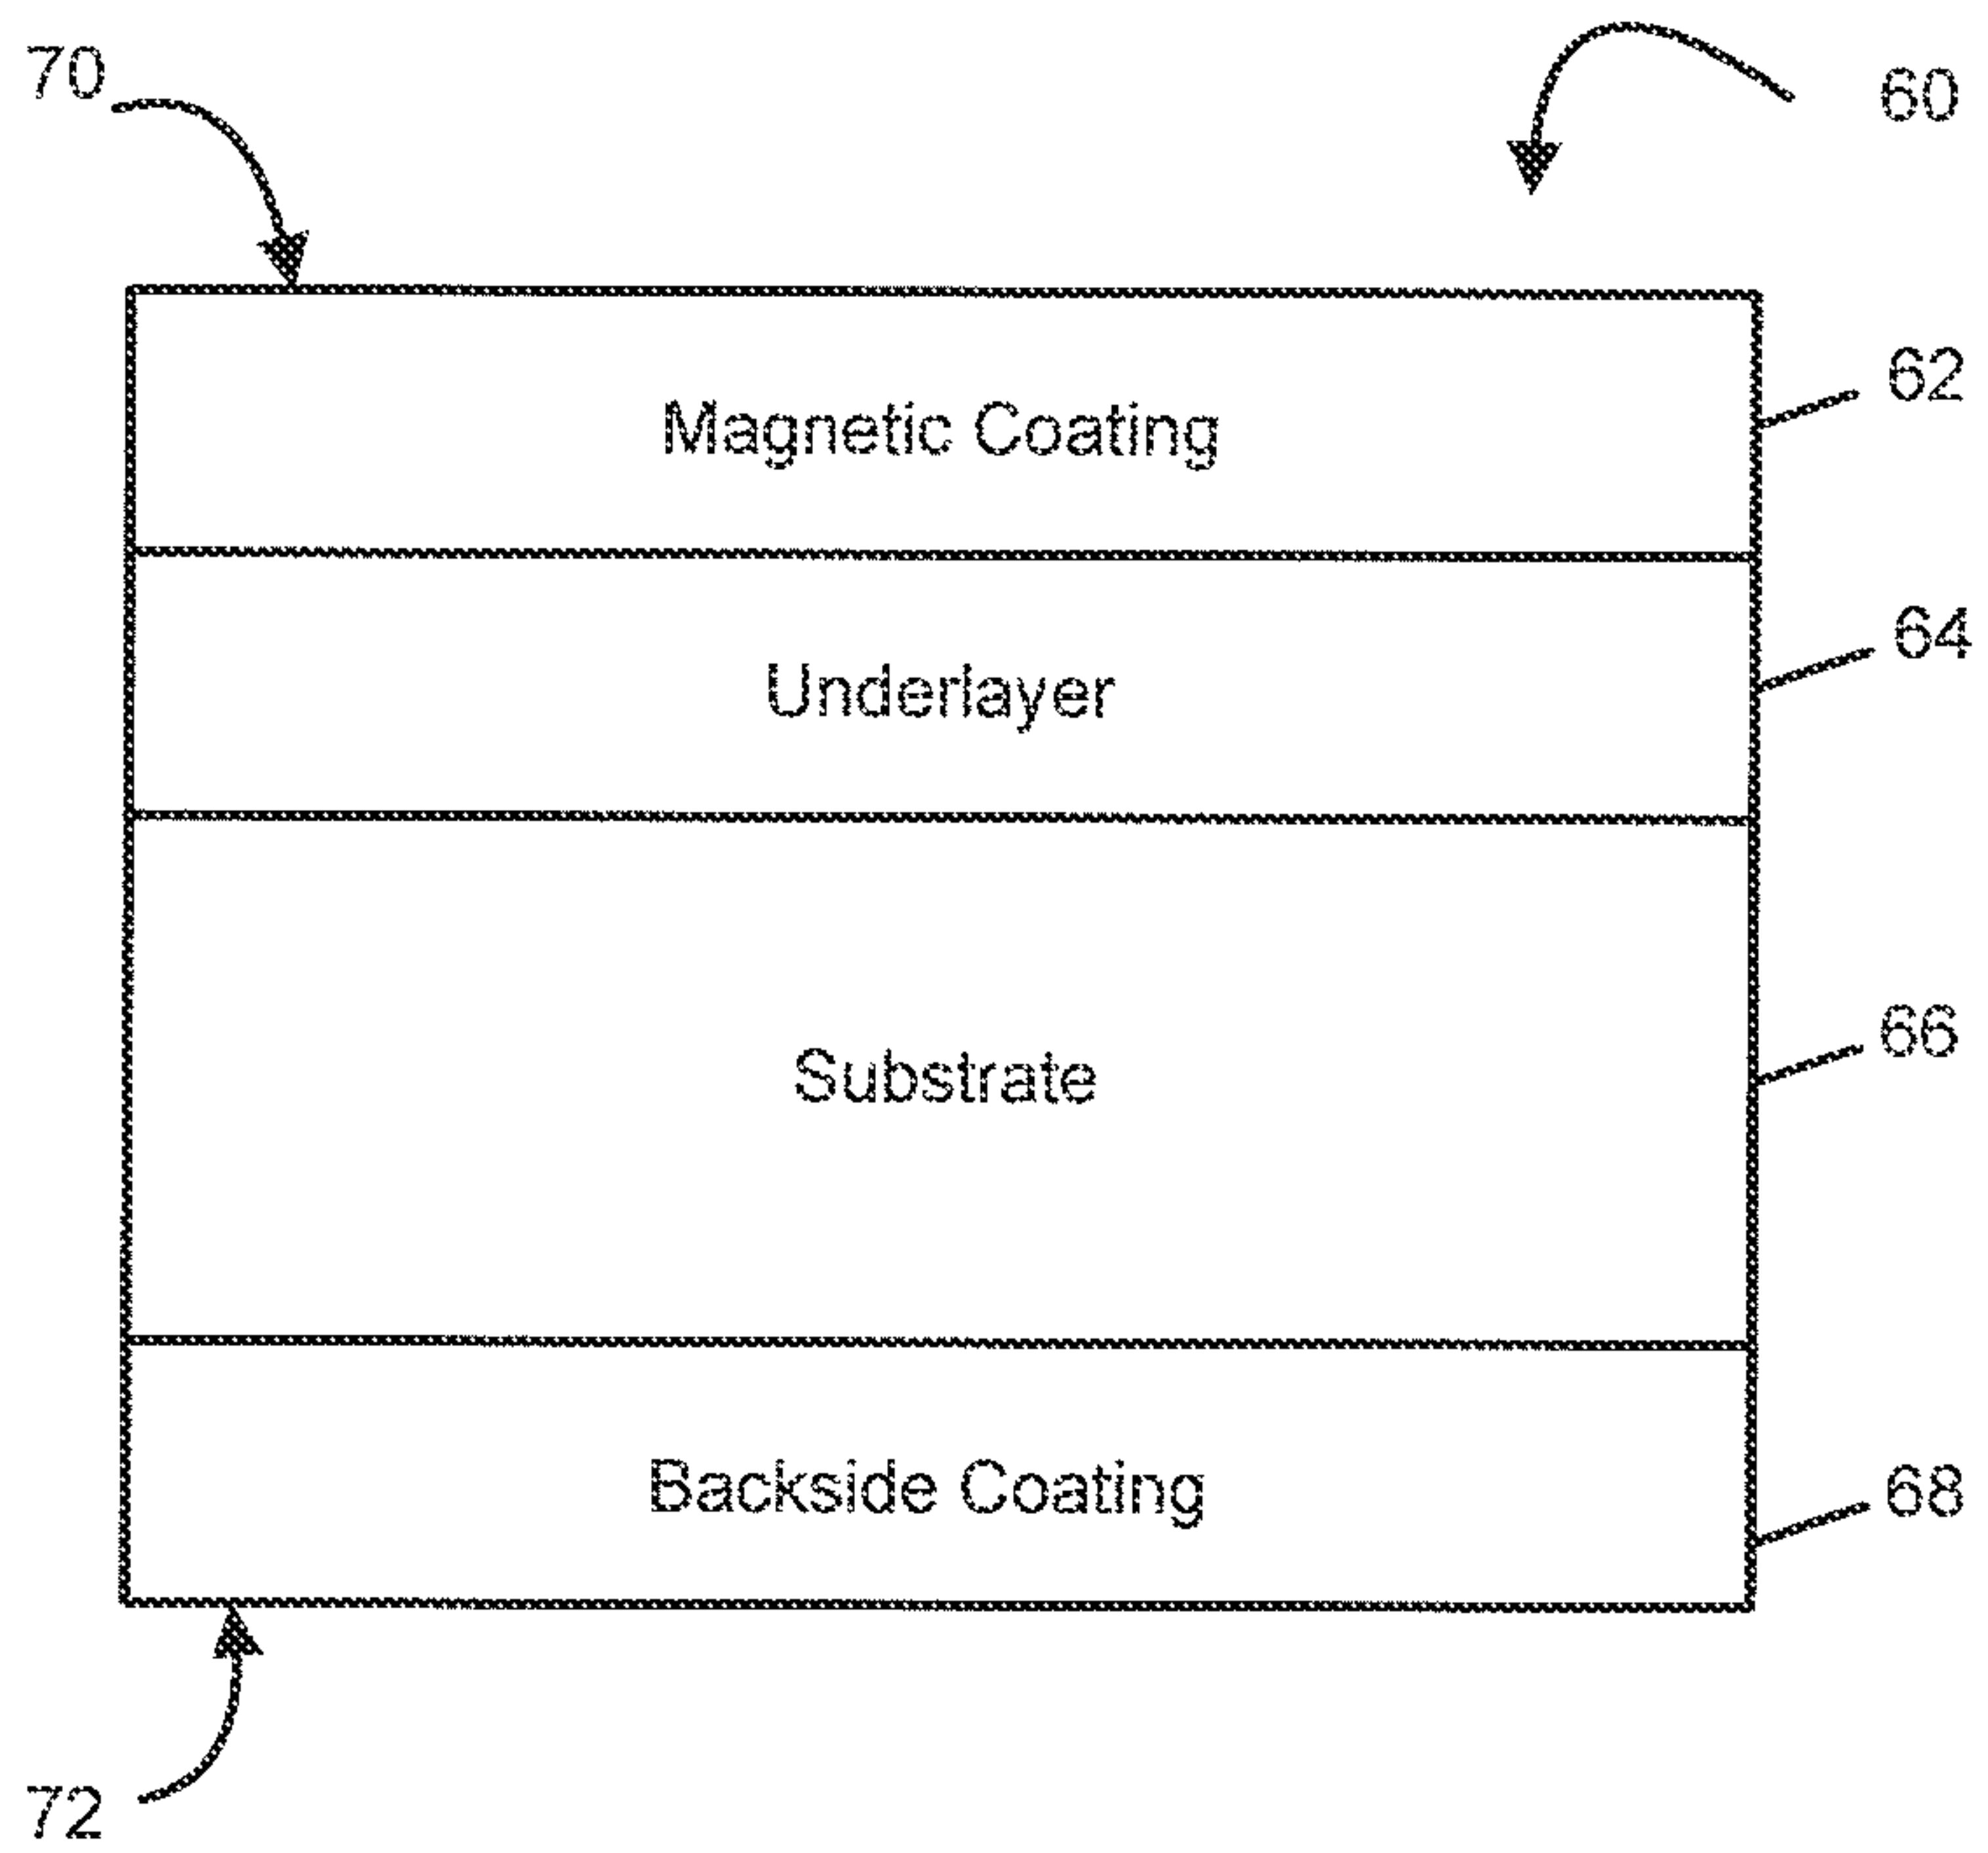 70
60
62
Magnetic Coating
64
Underlayer
66
Substrate
68
Backside Coating
72